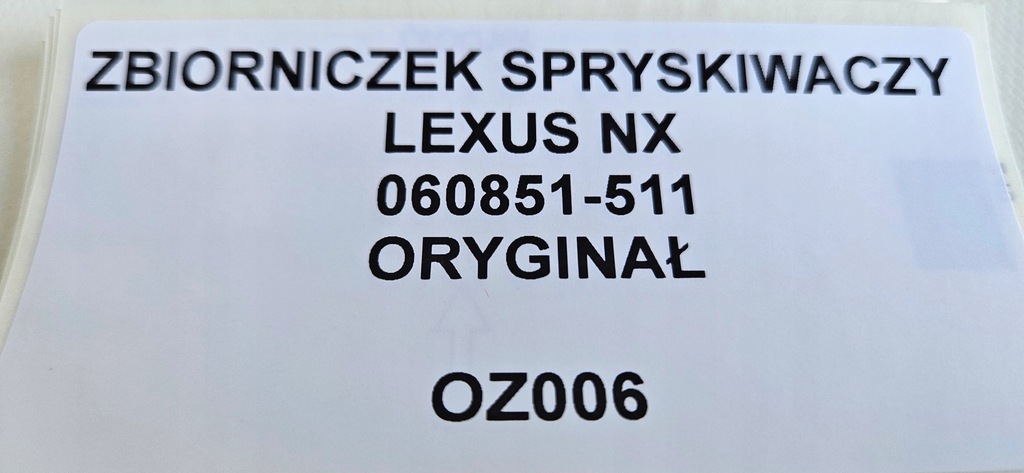 ZBIORNICZEK SPRYSKIWACZY
LEXUS NX
060851-511
ORYGINAŁ
OZ006